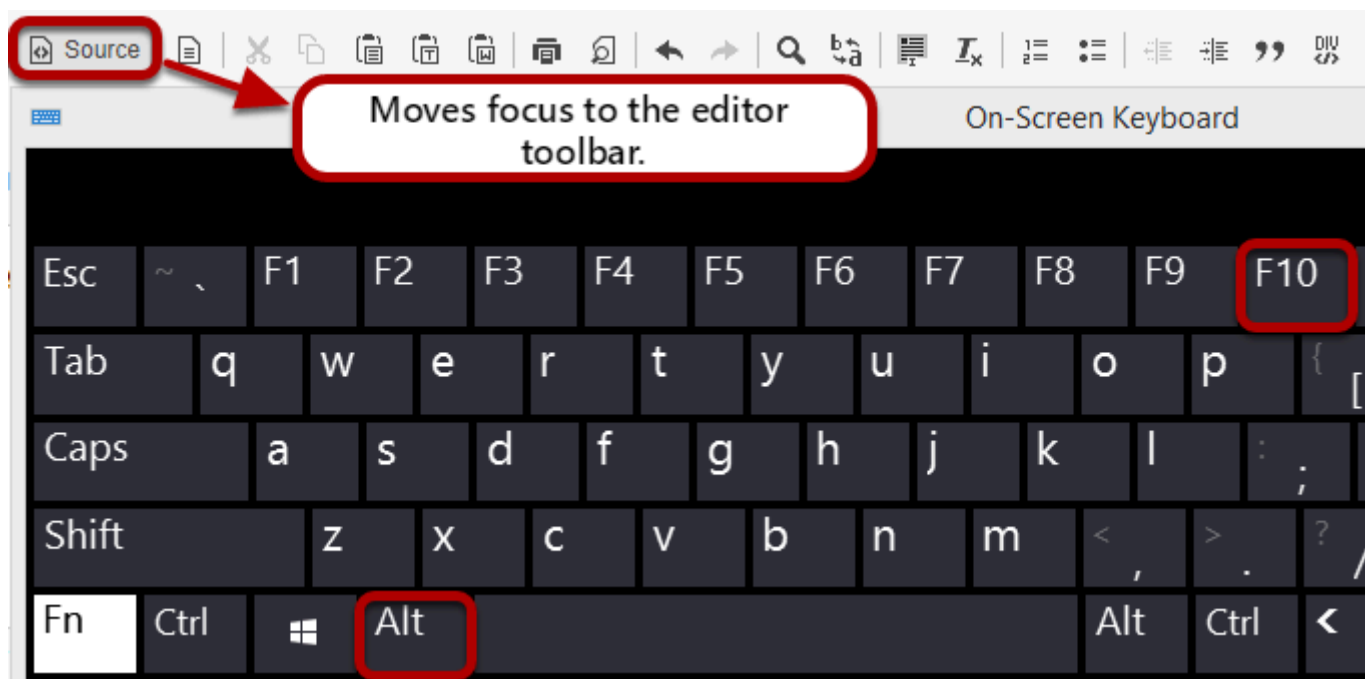 Source
DIV
Moves focus to the editor
toolbar.
On-Screen Keyboard
Esc ~ ` F1 F2 F3 F4 F5 F6 F7 F8 F9 F10
Tab q w e r t y u i o p { [
Caps a s d f g h j k l : ;
Shift z x c v b n m < , > . ? /
Fn Ctrl Alt Alt Ctrl